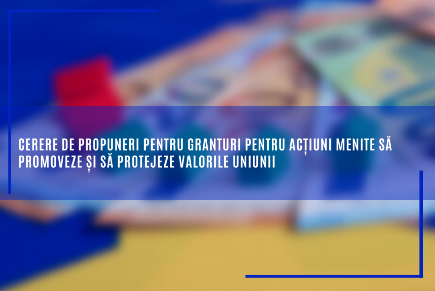 CERERE DE PROPUNERI PENTRU GRANTURI PENTRU ACȚIUNI MENITE SĂ
PROMOVEZE ȘI SĂ PROTEJEZE VALORILE UNIUNII